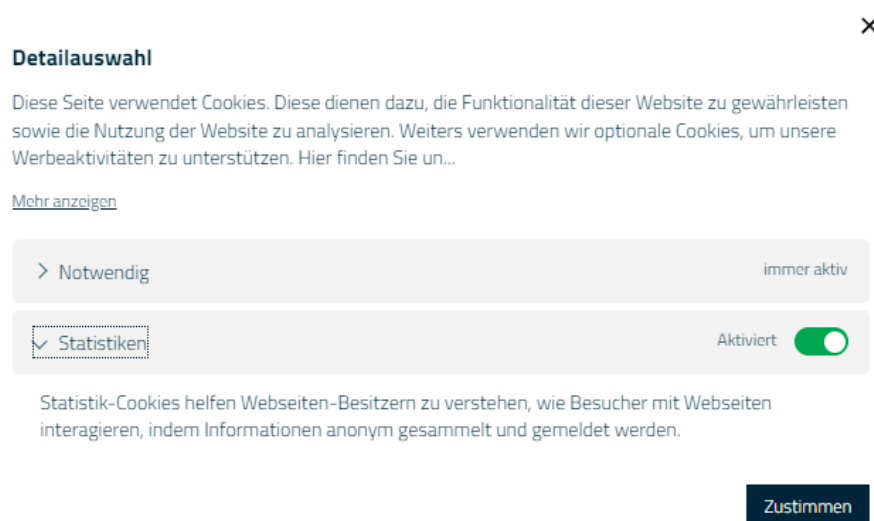 Detailauswahl
Diese Seite verwendet Cookies. Diese dienen dazu, die Funktionalität dieser Website zu gewährleisten
sowie die Nutzung der Website zu analysieren. Weiters verwenden wir optionale Cookies, um unsere
Werbeaktivitäten zu unterstützen. Hier finden Sie un...
Mehr anzeigen
Notwendig immer aktiv
Statistiken Aktiviert
Statistik-Cookies helfen Webseiten-Besitzern zu verstehen, wie Besucher mit Webseiten
interagieren, indem Informationen anonym gesammelt und gemeldet werden.
Zustimmen